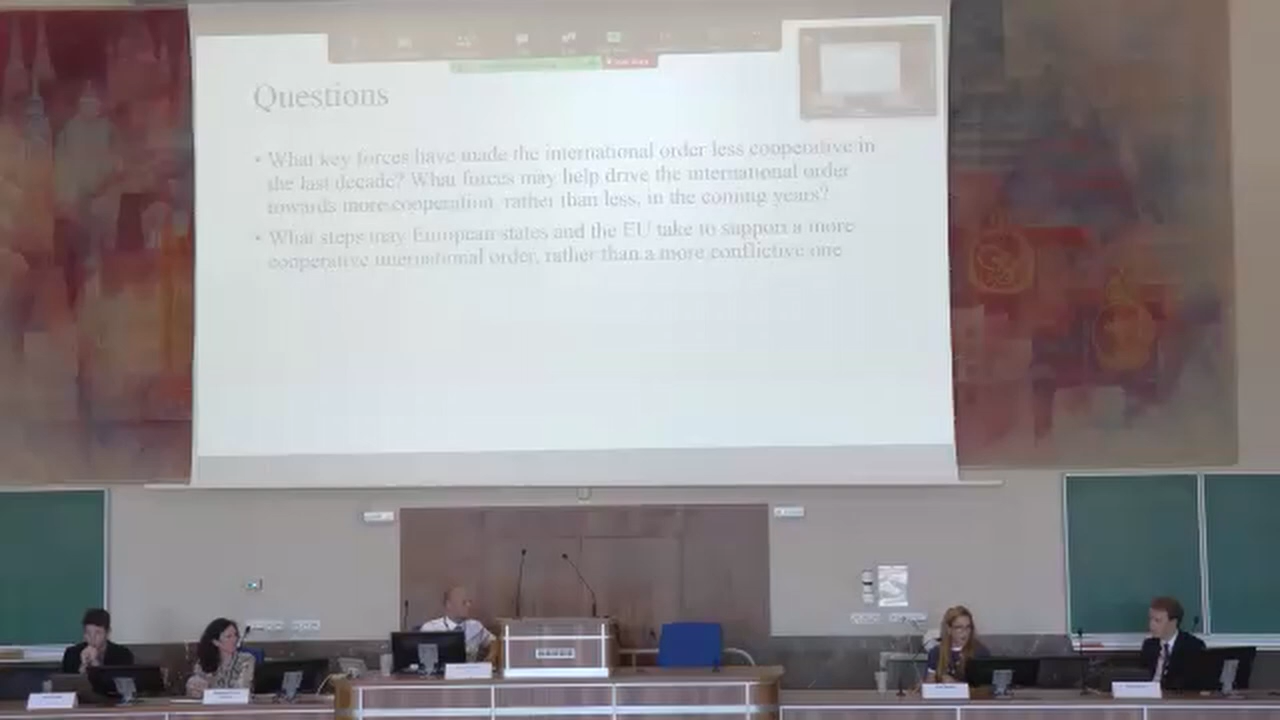 Questions
• What key forces have made the international order less cooperative in
the last decade? What forces may help drive the international order
towards more cooperation, rather than less, in the coming years?
• What steps may European states and the EU take to support a more
cooperative international order, rather than a more conflictive one